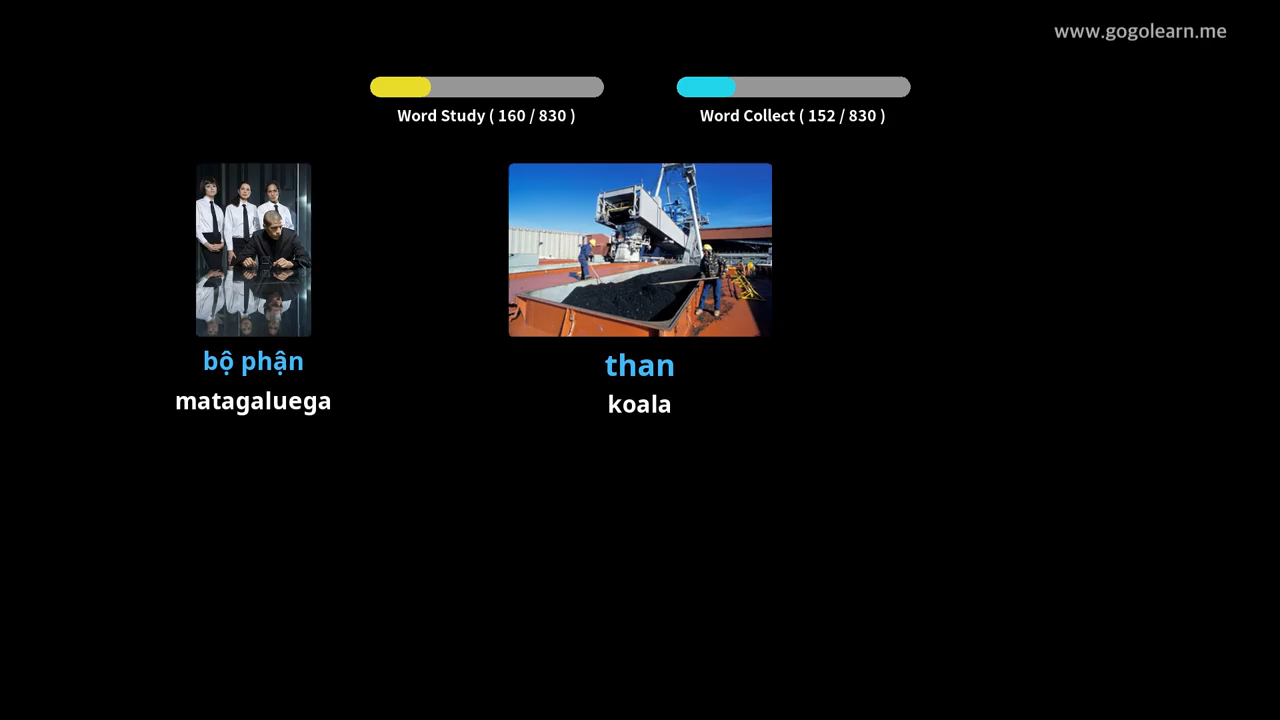 www.gogolearn.me
Word Study ( 160 / 830 )
Word Collect ( 152 / 830 )
bộ phận
matagaluega
than
koala